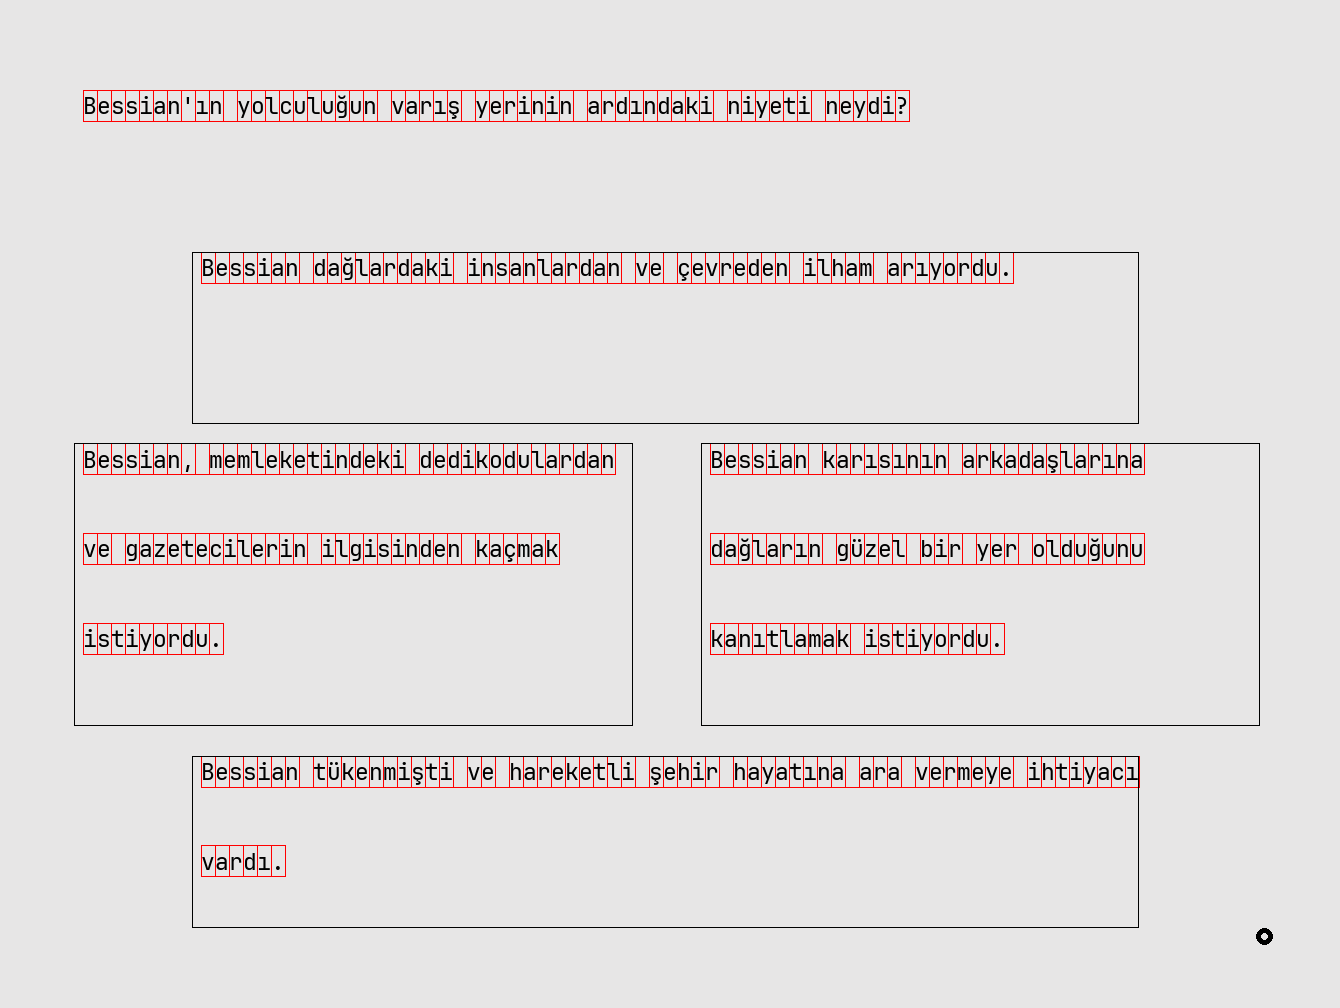 Bessian'ın yolculuğun varış yerinin ardındaki niyeti neydi?
Bessian dağlardaki insanlardan ve çevreden ilham arıyordu.
Bessian, memleketindeki dedikodulardan
ve gazetecilerin ilgisinden kaçmak
istiyordu.
Bessian karısının arkadaşlarına
dağların güzel bir yer olduğunu
kanıtlamak istiyordu.
Bessian tükenmişti ve hareketli şehir hayatına ara vermeye ihtiyacı
vardı.